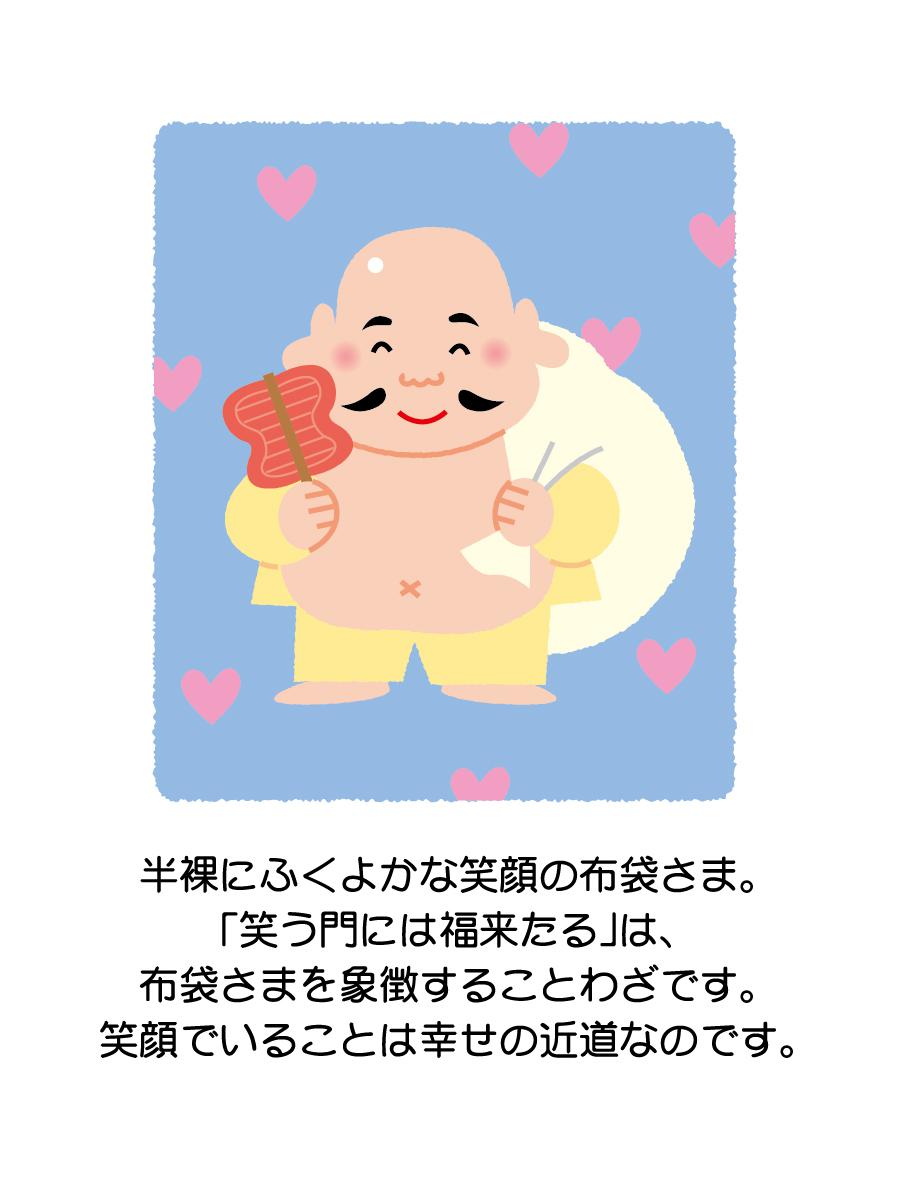 半裸にふくよかな笑顔の布袋さま。
「笑う門には福来たる」は、
布袋さまを象徴することわざです。
笑顔でいることは幸せの近道なのです。